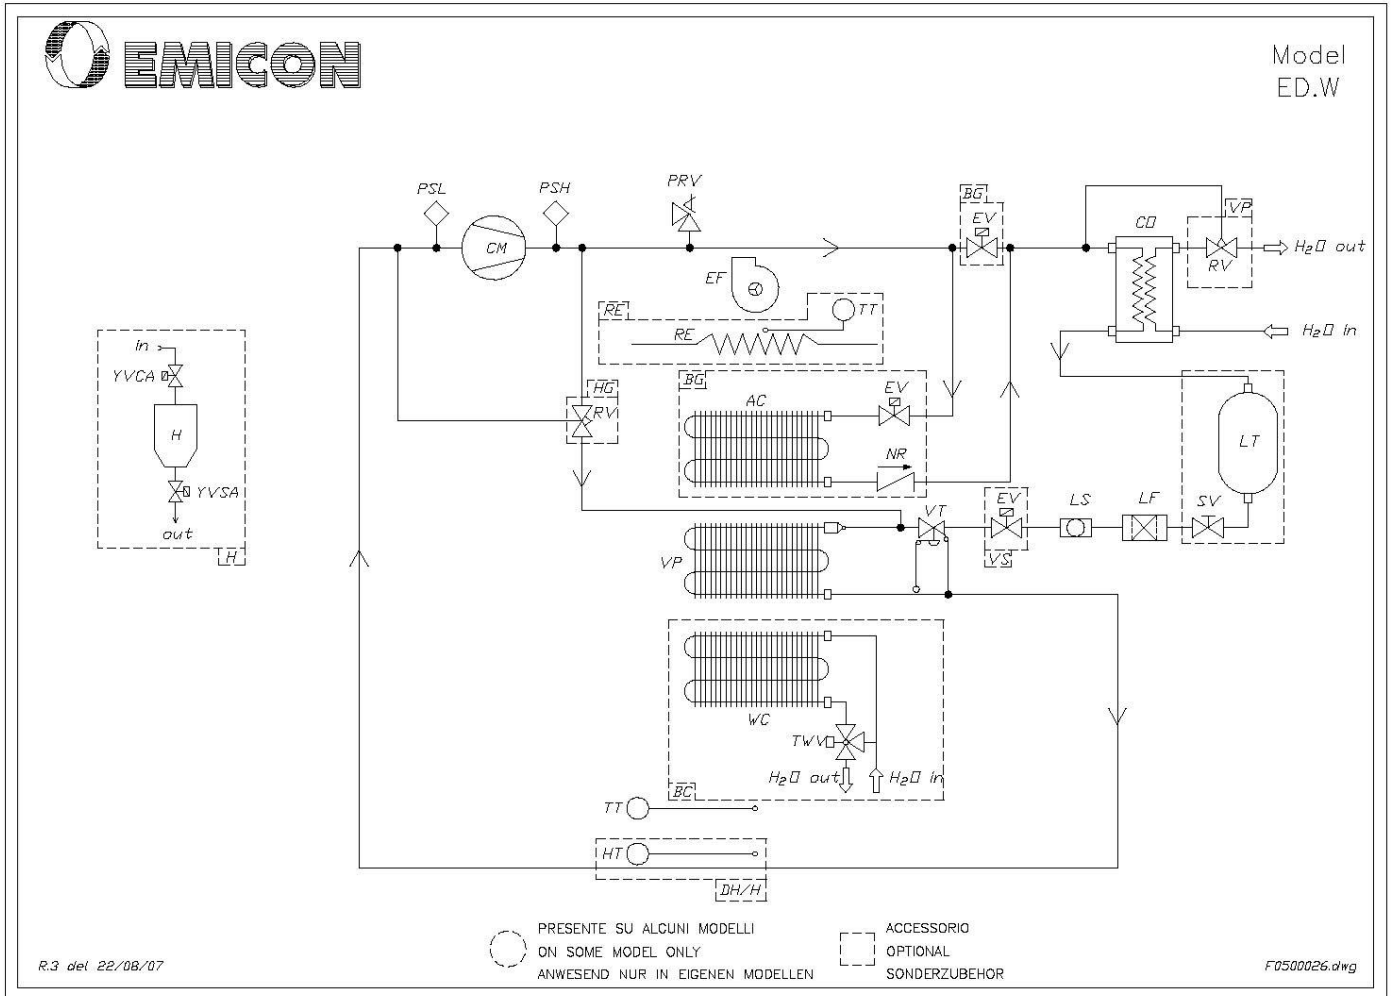 EMICON
Model
ED.W
PSL
PSH
PRV
BG
EV
CO
VP
CM
RV
H₂O out
EF
RE
TT
RE
H₂O in
in
YVCA
H
YVSA
out
H
HG
RV
BG
AC
EV
NR
LT
VT
EV
LS
LF
SV
VP
VS
WC
TWV
H₂O out
H₂O in
BC
TT
HT
DH/H
PRESENTE SU ALCUNI MODELLI
ON SOME MODEL ONLY
ANWESEND NUR IN EIGENEN MODELLEN
ACCESSORIO
OPTIONAL
SONDERZUBEHOR
R.3 del 22/08/07
F0500026.dwg